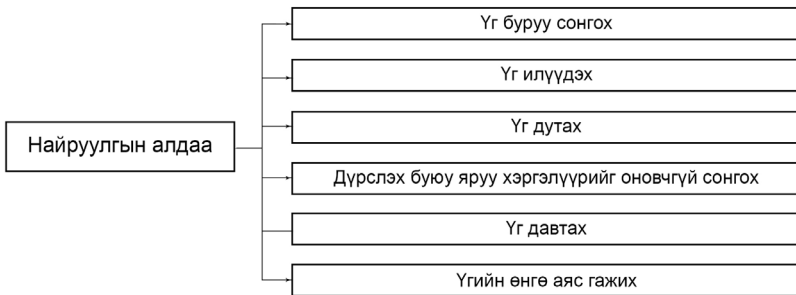 Үг буруу сонгох
Үг илүүдэх
Үг дутах
Найруулгын алдаа
Дүрслэх буюу яруу хэргэлүүрийг оновчгүй сонгох
Үг давтах
Үгийн өнгө аяс гажих